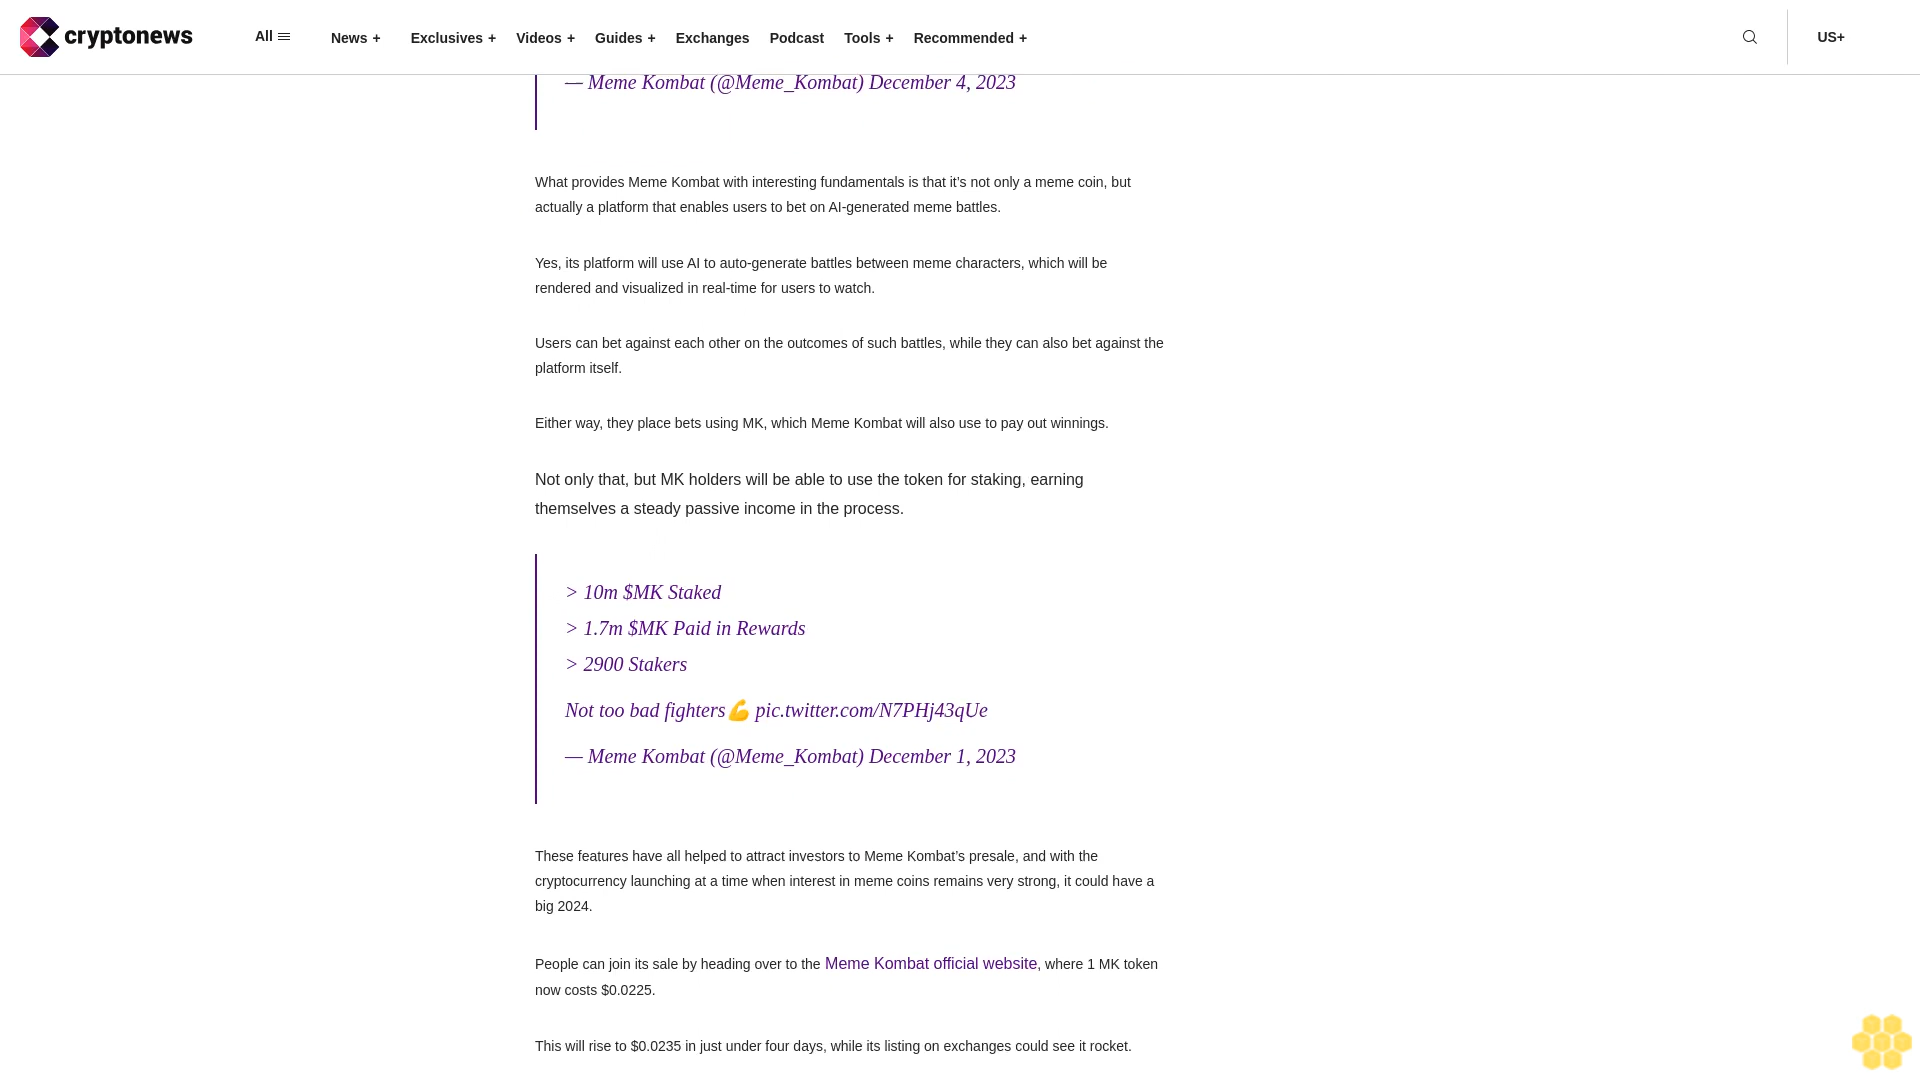 cryptonews
All
News +
Exclusives +
Videos +
Guides +
Exchanges
Podcast
Tools +
Recommended +
US+
— Meme Kombat (@Meme_Kombat) December 4, 2023
What provides Meme Kombat with interesting fundamentals is that it’s not only a meme coin, but
actually a platform that enables users to bet on AI-generated meme battles.
Yes, its platform will use AI to auto-generate battles between meme characters, which will be
rendered and visualized in real-time for users to watch.
Users can bet against each other on the outcomes of such battles, while they can also bet against the
platform itself.
Either way, they place bets using MK, which Meme Kombat will also use to pay out winnings.
Not only that, but MK holders will be able to use the token for staking, earning
themselves a steady passive income in the process.
> 10m $MK Staked
> 1.7m $MK Paid in Rewards
> 2900 Stakers
Not too bad fighters💪 pic.twitter.com/N7PHj43qUe
— Meme Kombat (@Meme_Kombat) December 1, 2023
These features have all helped to attract investors to Meme Kombat’s presale, and with the
cryptocurrency launching at a time when interest in meme coins remains very strong, it could have a
big 2024.
People can join its sale by heading over to the Meme Kombat official website, where 1 MK token
now costs $0.0225.
This will rise to $0.0235 in just under four days, while its listing on exchanges could see it rocket.